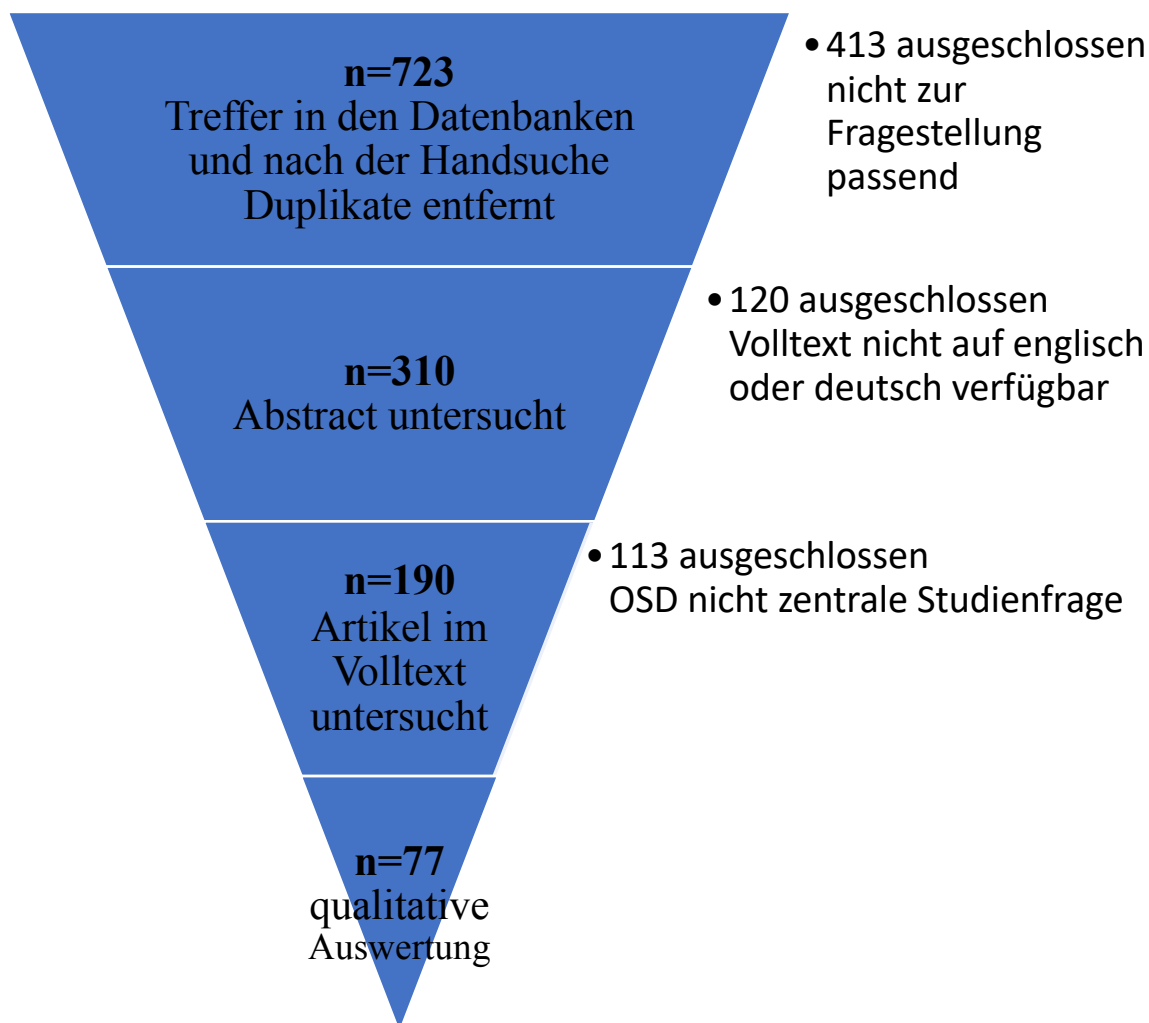 n=723
Treffer in den Datenbanken
und nach der Handsuche
Duplikate entfernt
•413 ausgeschlossen
nicht zur
Fragestellung
passend
n=310
Abstract untersucht
•120 ausgeschlossen
Volltext nicht auf englisch
oder deutsch verfügbar
n=190
Artikel im
Volltext
untersucht
•113 ausgeschlossen
OSD nicht zentrale Studienfrage
n=77
qualitative
Auswertung